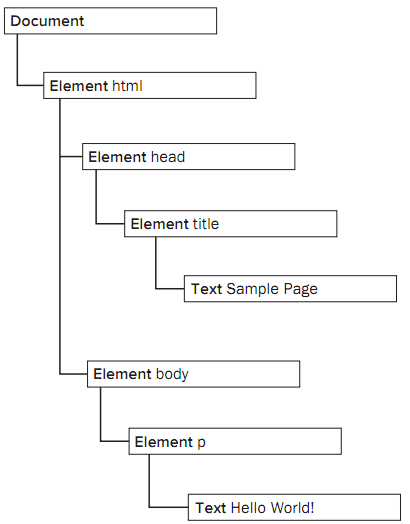 Document
Element html
Element head
Element title
Text Sample Page
Element body
Element p
Text Hello World!